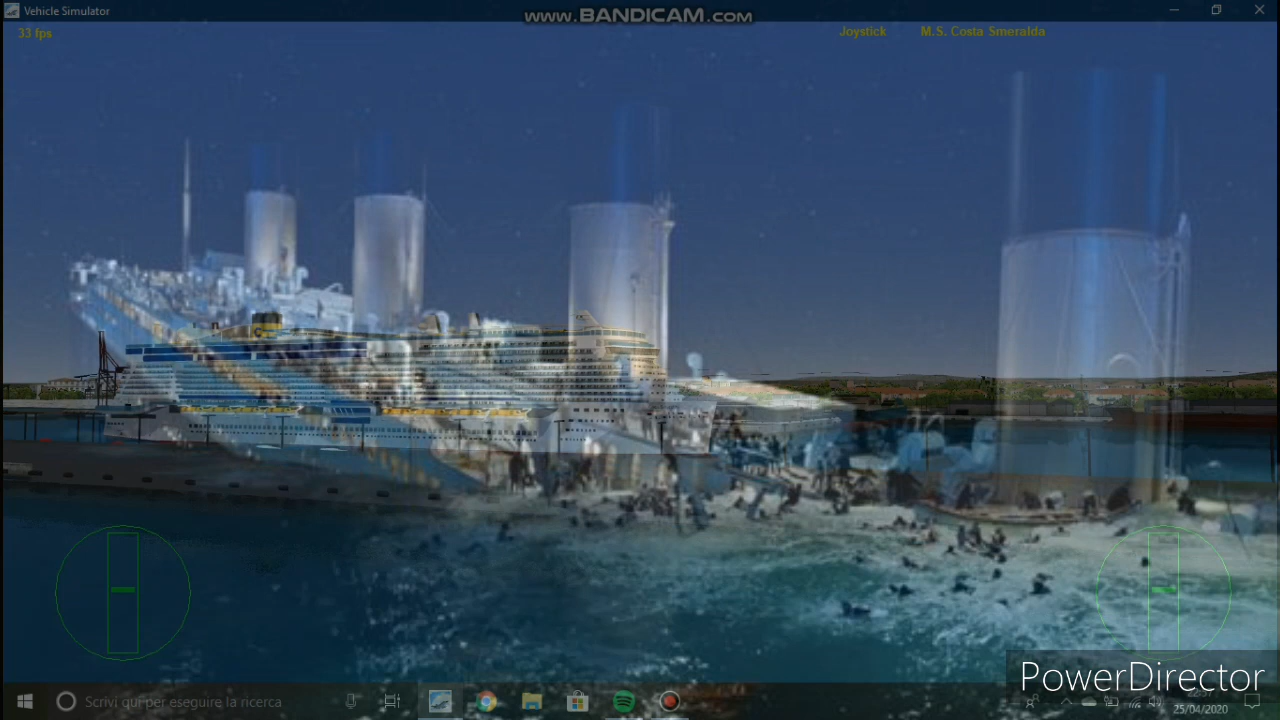 Vehicle Simulator
www.BANDICAM.com
33 fps
Joystick
M.S. Costa Smeralda
PowerDirector
Scrivi qui per eseguire la ricerca
25/04/2020